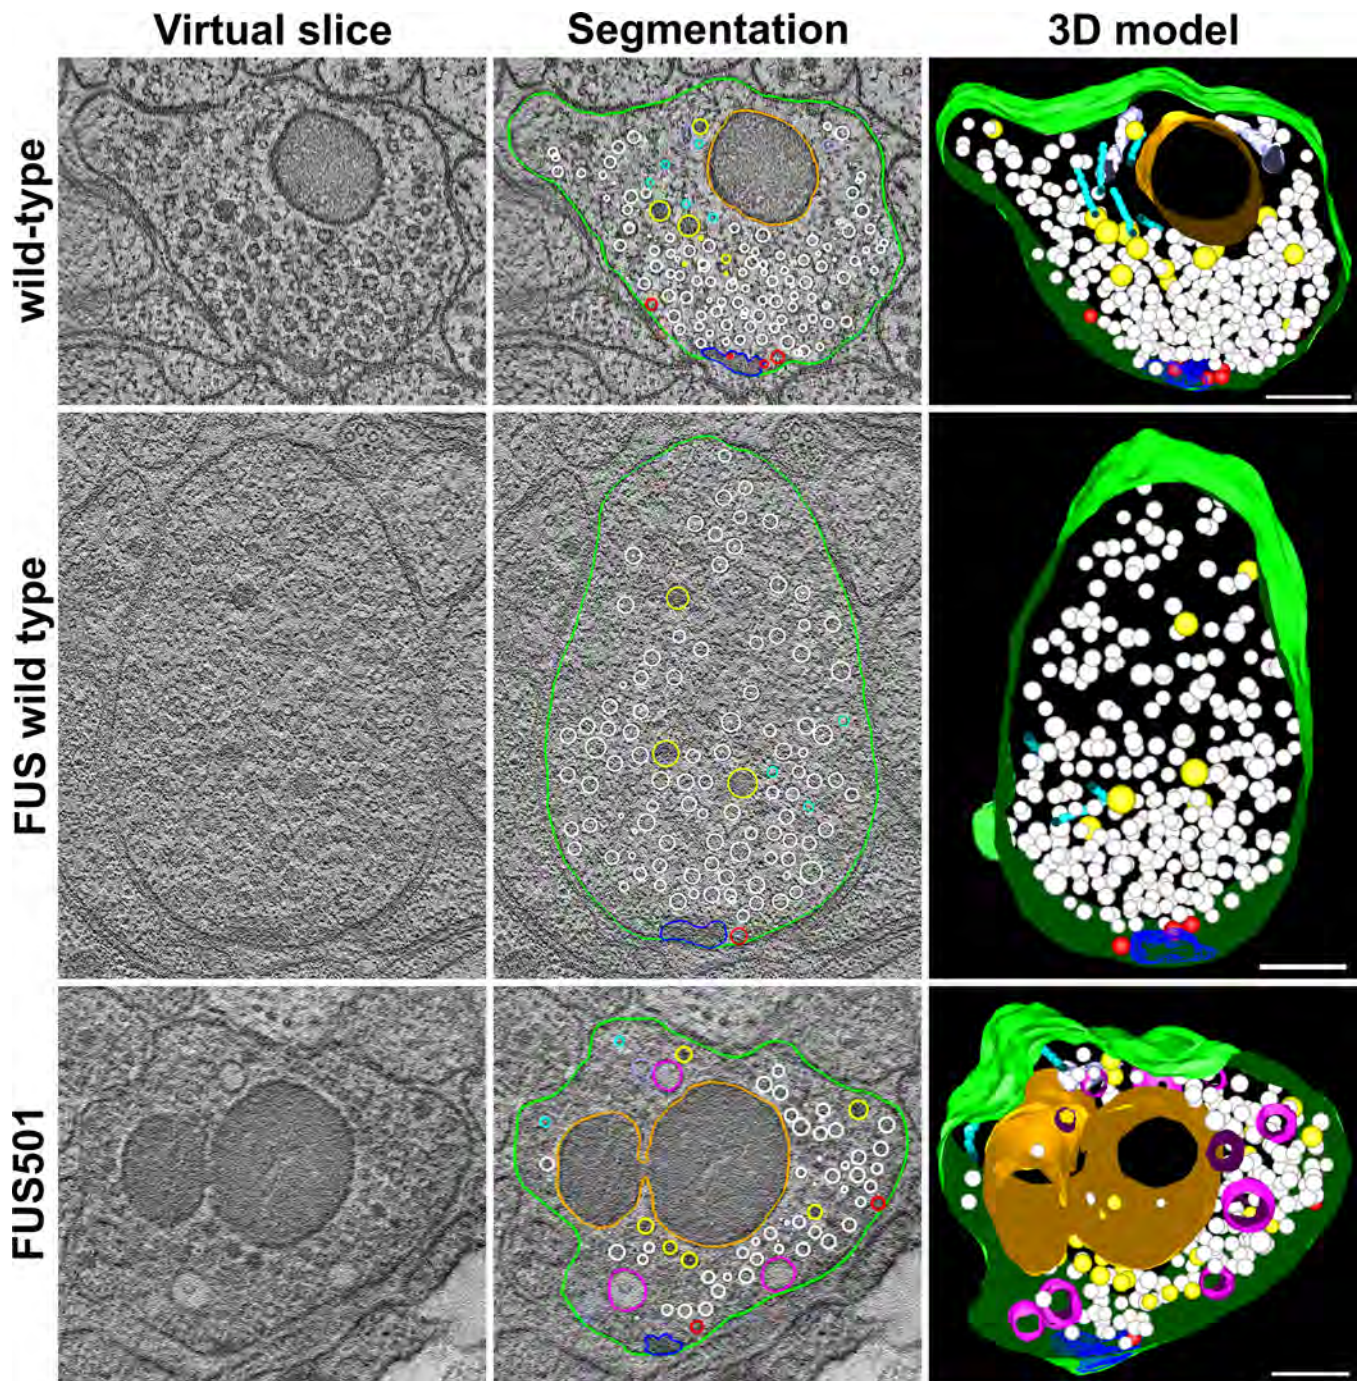 Virtual slice
Segmentation
3D model
wild-type
FUS wild type
FUS501